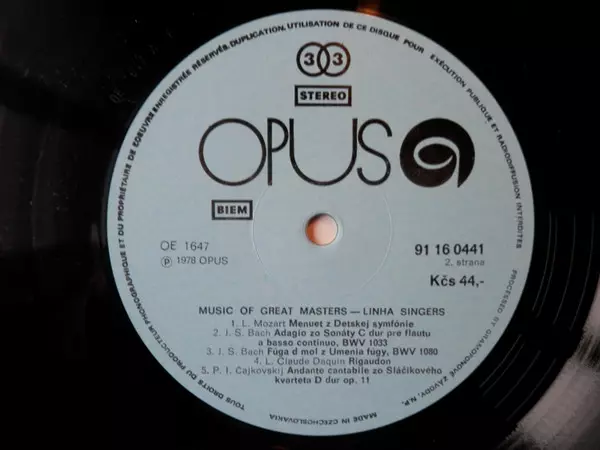 TOUS DROITS DU PRODUCTEUR PHONOGRAPHIQUE ET DU PROPRIÉTAIRE DE L'OEUVRE ENREGISTRÉE RÉSERVÉS. DUPLICATION, UTILISATION DE CE DISQUE POUR EXÉCUTION PUBLIQUE ET RADIODIFFUSION INTERDITES
33
STEREO
OPUS
BIEM
OE 1647
℗ 1978 OPUS
91 16 0441
2. strana
Kčs 44,-
MUSIC OF GREAT MASTERS — LINHA SINGERS
1. L. Mozart Menuet z Detskej symfónie
2. J. S. Bach Adagio zo Sonáty C dur pre flautu
a basso continuo, BWV 1033
3. J. S. Bach Fúga d mol z Umenia fúgy, BWV 1080
4. L. Claude Daquin Rigaudon
5. P. I. Čajkovskij Andante cantabile zo Sláčikového
kvarteta D dur op. 11
MADE IN CZECHOSLOVAKIA
PROCESSED BY GRAMOFONOVÉ ZÁVODY, N.P.